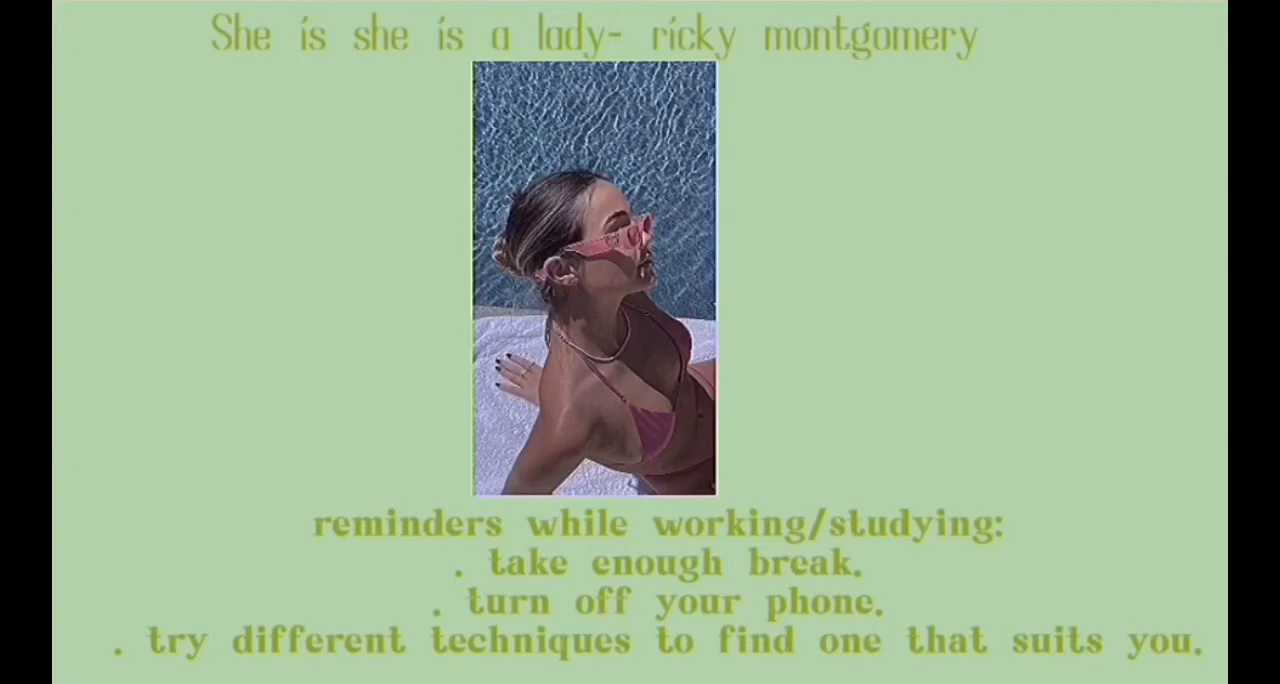 She is she is a lady- ricky montgomery
reminders while working/studying:
. take enough break.
. turn off your phone.
. try different techniques to find one that suits you.